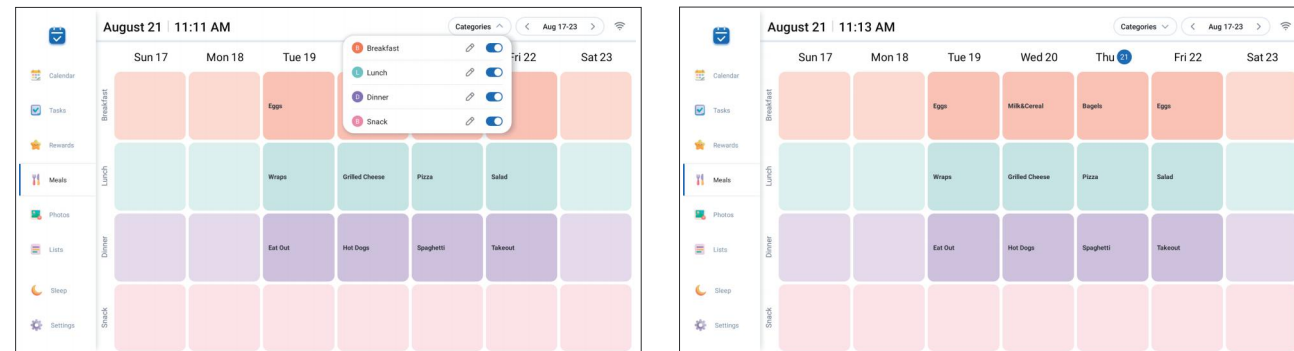 August 21 | 11:11 AM
Categories
< Aug 17-23 >
Sun 17 Mon 18 Tue 19 Fri 22 Sat 23
B Breakfast
L Lunch
D Dinner
B Snack
Calendar
Tasks
Rewards
Meals
Photos
Lists
Sleep
Settings
Breakfast
Eggs
Lunch
Wraps Grilled Cheese Pizza Salad
Dinner
Eat Out Hot Dogs Spaghetti Takeout
Snack
August 21 | 11:13 AM
Categories
< Aug 17-23 >
Sun 17 Mon 18 Tue 19 Wed 20 Thu 21 Fri 22 Sat 23
Calendar
Tasks
Rewards
Meals
Photos
Lists
Sleep
Settings
Breakfast
Eggs Milk&Cereal Bagels Eggs
Lunch
Wraps Grilled Cheese Pizza Salad
Dinner
Eat Out Hot Dogs Spaghetti Takeout
Snack